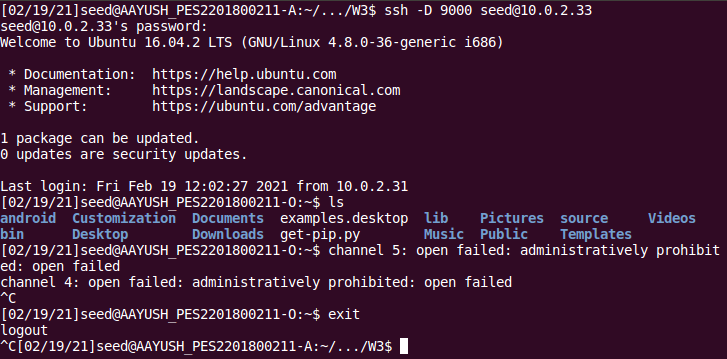 [02/19/21]seed@AAYUSH_PES2201800211-A:~/.../W3$ ssh -D 9000 seed@10.0.2.33
seed@10.0.2.33's password:
Welcome to Ubuntu 16.04.2 LTS (GNU/Linux 4.8.0-36-generic i686)

 * Documentation:  https://help.ubuntu.com
 * Management:     https://landscape.canonical.com
 * Support:        https://ubuntu.com/advantage

1 package can be updated.
0 updates are security updates.

Last login: Fri Feb 19 12:02:27 2021 from 10.0.2.31
[02/19/21]seed@AAYUSH_PES2201800211-O:~$ ls
android  Customization  Documents  examples.desktop  lib    Pictures  source     Videos
bin      Desktop        Downloads  get-pip.py        Music  Public    Templates
[02/19/21]seed@AAYUSH_PES2201800211-O:~$ channel 5: open failed: administratively prohibit
ed: open failed
channel 4: open failed: administratively prohibited: open failed
^C
[02/19/21]seed@AAYUSH_PES2201800211-O:~$ exit
logout
^C[02/19/21]seed@AAYUSH_PES2201800211-A:~/.../W3$